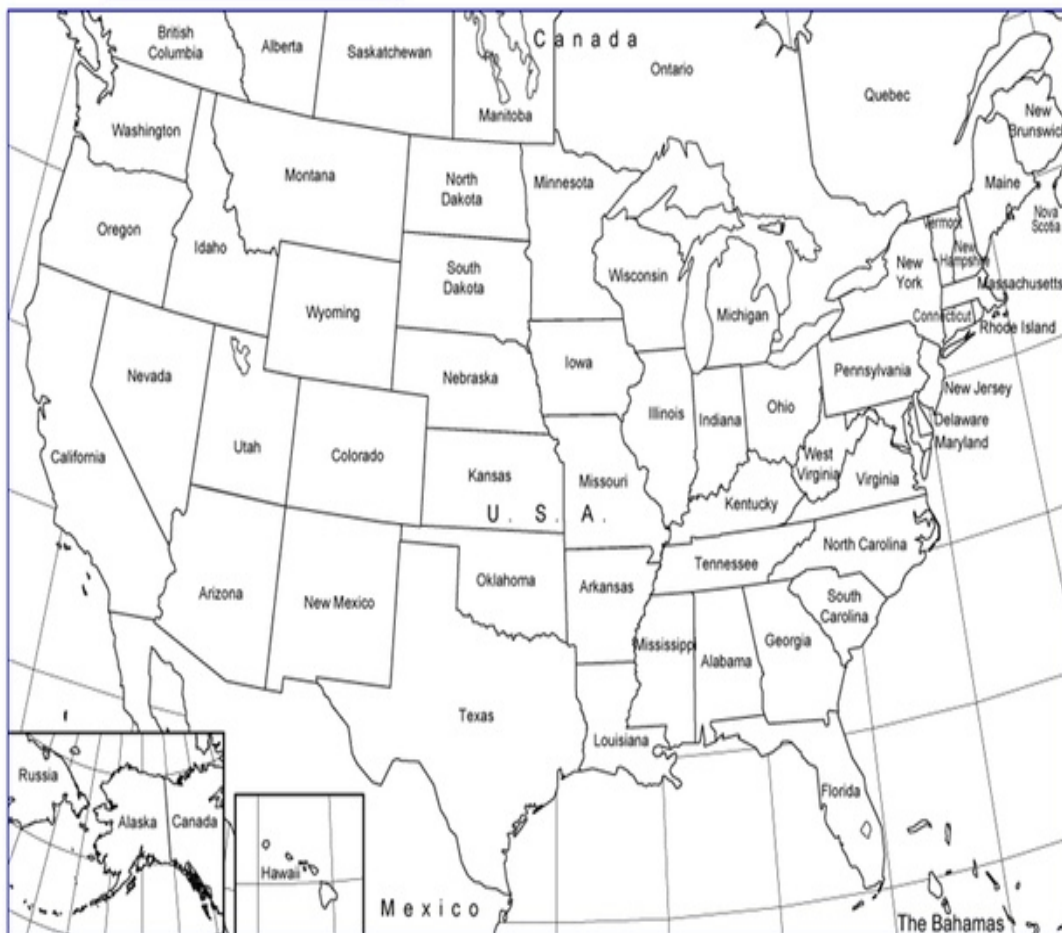 British
Columbia
Alberta
Saskatchewan
Canada
Ontario
Manitoba
Quebec
New
Brunswick
Washington
Montana
North
Dakota
Minnesota
Maine
Nova
Scotia
Oregon
Idaho
Vermont
New
Hampshire
South
Dakota
Wisconsin
New
York
Massachusetts
Wyoming
Michigan
Connecticut
Rhode Island
Nevada
Nebraska
Iowa
Pennsylvania
New Jersey
Illinois
Indiana
Ohio
Delaware
Maryland
California
Utah
Colorado
Kansas
Missouri
West
Virginia
Virginia
Kentucky
U. S. A.
North Carolina
Tennessee
Arizona
New Mexico
Oklahoma
Arkansas
South
Carolina
Mississippi
Alabama
Georgia
Texas
Louisiana
Russia
Alaska
Canada
Florida
Hawaii
Mexico
The Bahamas